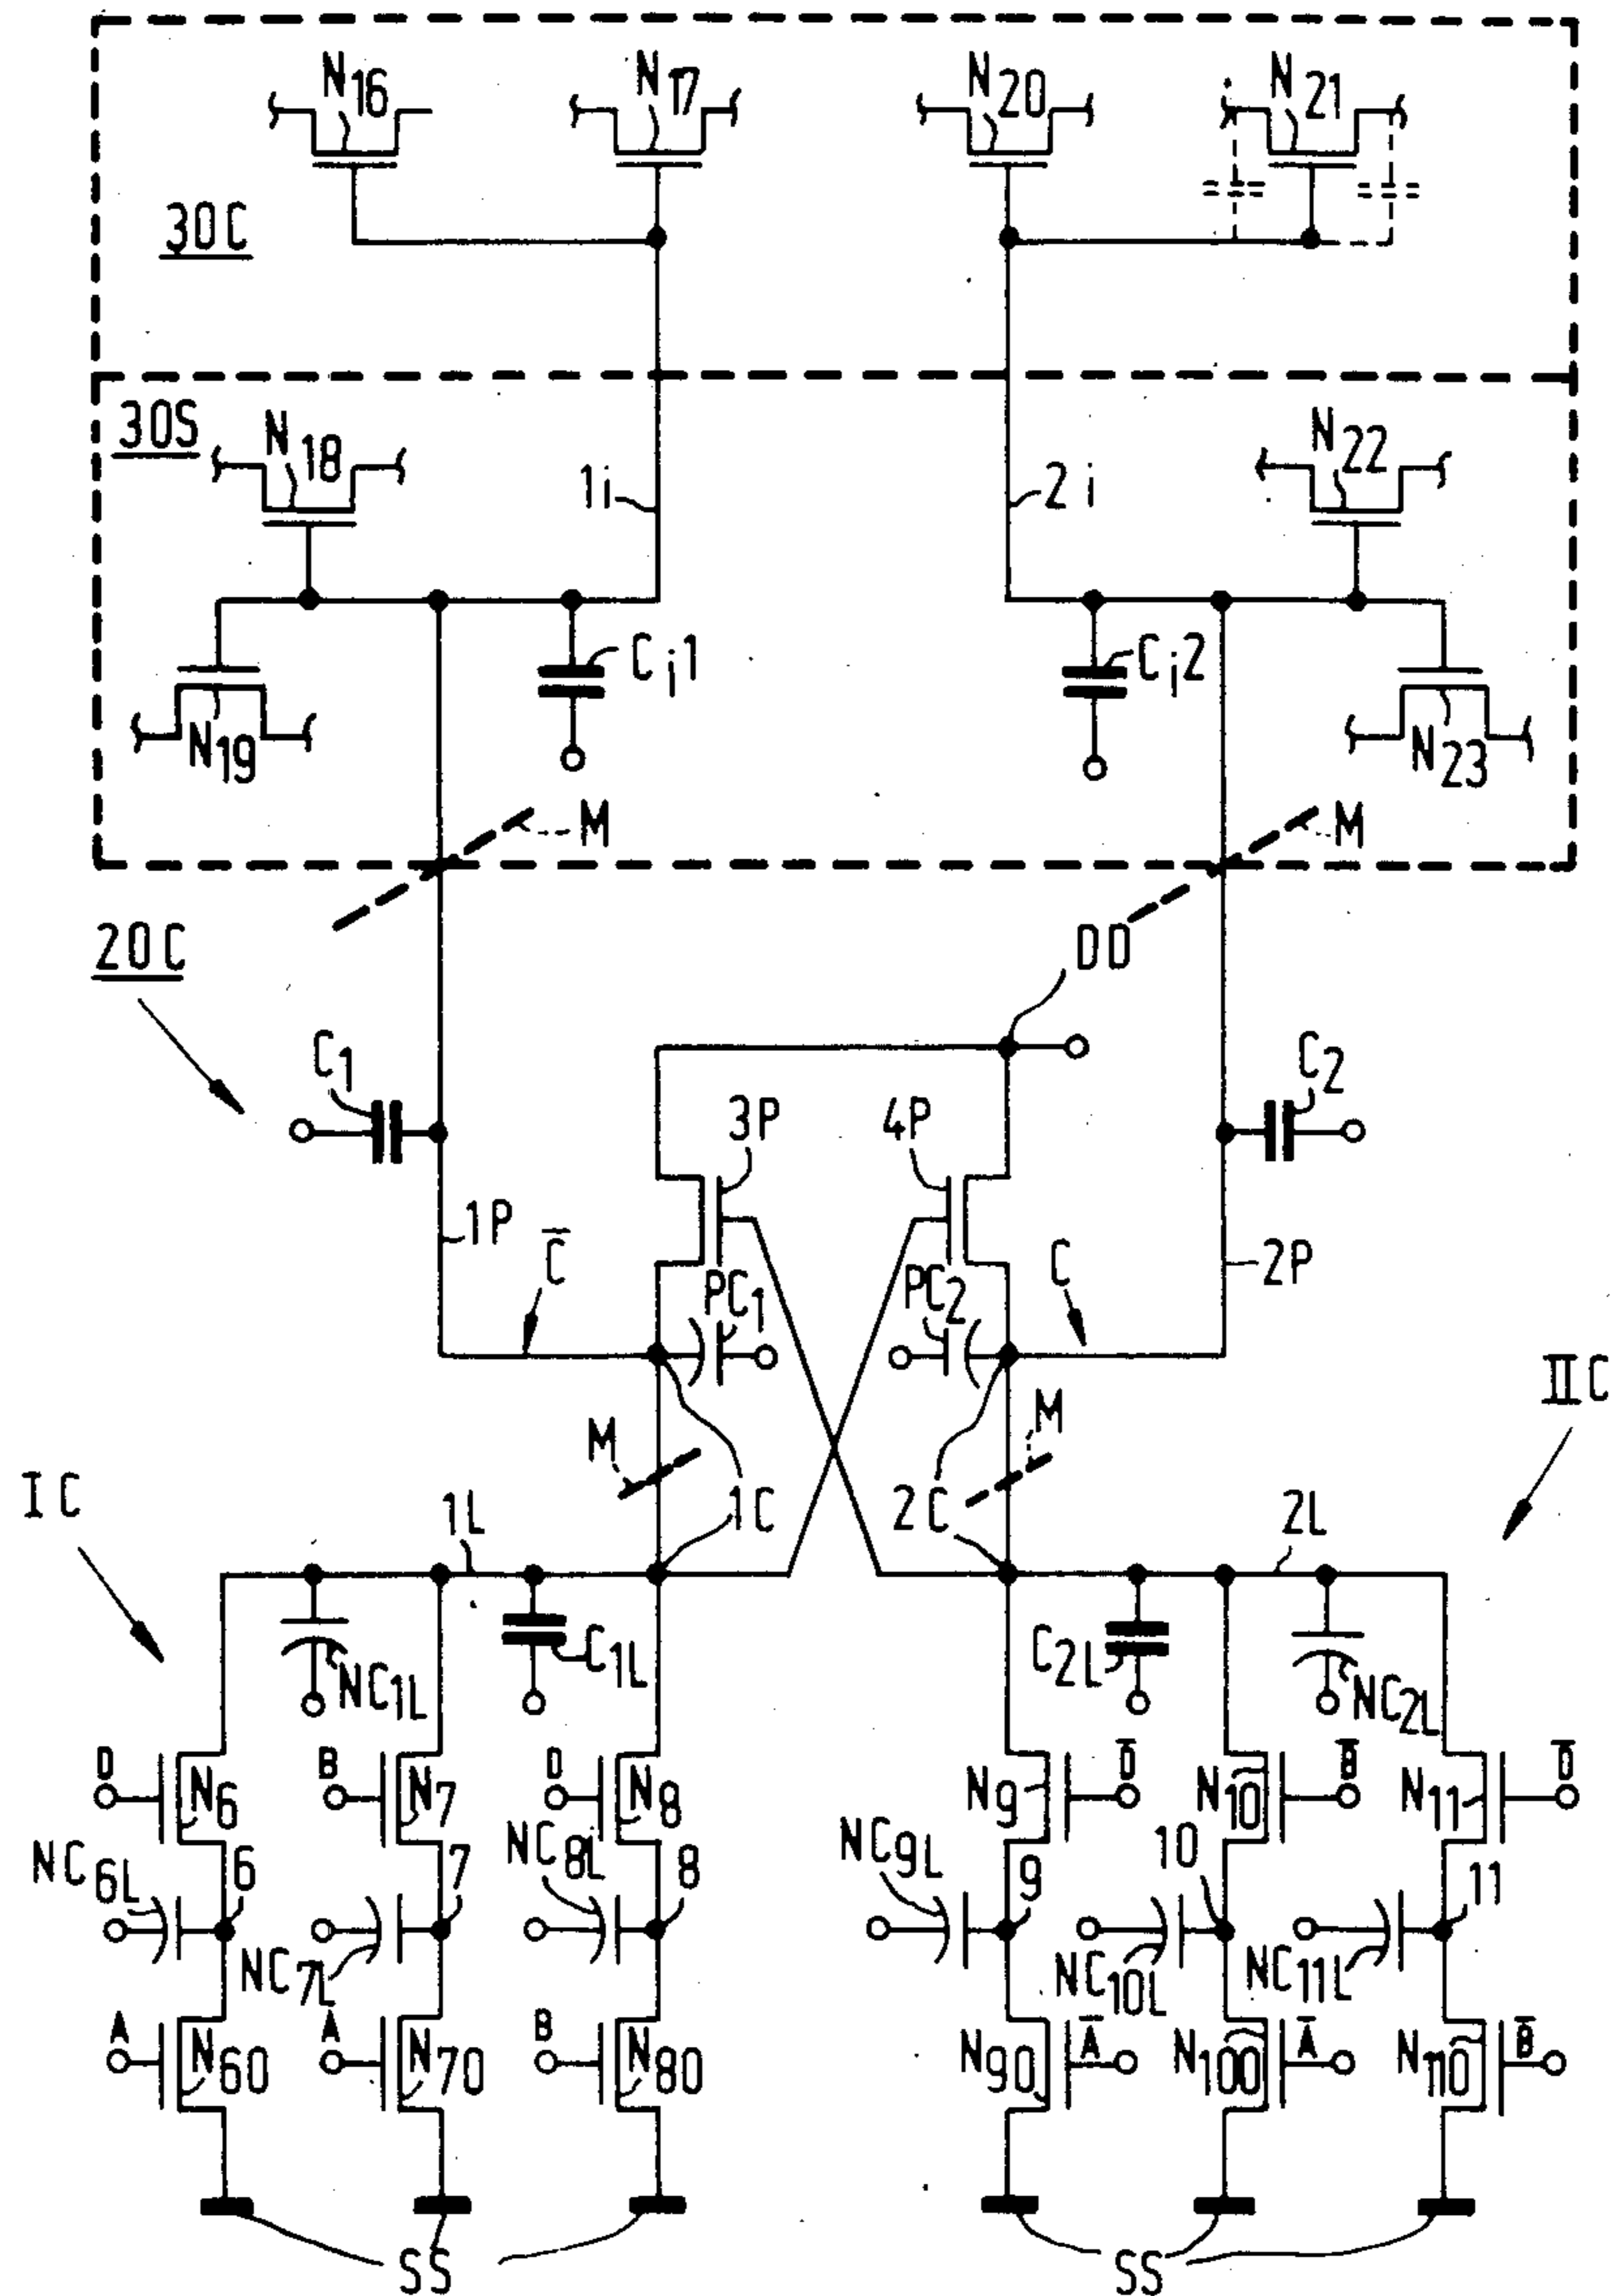 N16 N17 N20 N21
30C
30S N18 1i 2i N22
Ci1 Ci2
N19 N23
M M
20C DD
C1 C2
3P 4P
1P C̅ PC1 PC2 C 2P
IIC
M M
IC 1L 1C 2C 2L
NC1L C1L C2L NC2L
D N6 B N7 D N8 N9 D̅ N10 B̅ N11 D̅
NC6L 6 7 NC8L 8 NC9L 9 10 11
NC7L NC10L NC11L
A N60 A N70 B N80 N90 A̅ N100 A̅ N110 B̅
SS SS